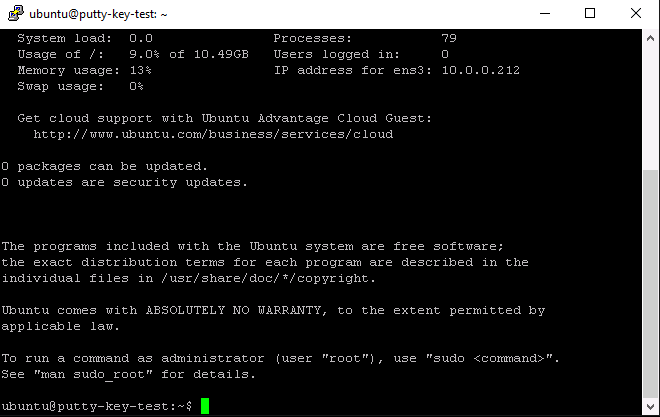 ubuntu@putty-key-test: ~
System load: 0.0 Processes: 79
Usage of /: 9.0% of 10.49GB Users logged in: 0
Memory usage: 13% IP address for ens3: 10.0.0.212
Swap usage: 0%
Get cloud support with Ubuntu Advantage Cloud Guest:
http://www.ubuntu.com/business/services/cloud
0 packages can be updated.
0 updates are security updates.
The programs included with the Ubuntu system are free software;
the exact distribution terms for each program are described in the
individual files in /usr/share/doc/*/copyright.
Ubuntu comes with ABSOLUTELY NO WARRANTY, to the extent permitted by
applicable law.
To run a command as administrator (user "root"), use "sudo <command>".
See "man sudo_root" for details.
ubuntu@putty-key-test:~$